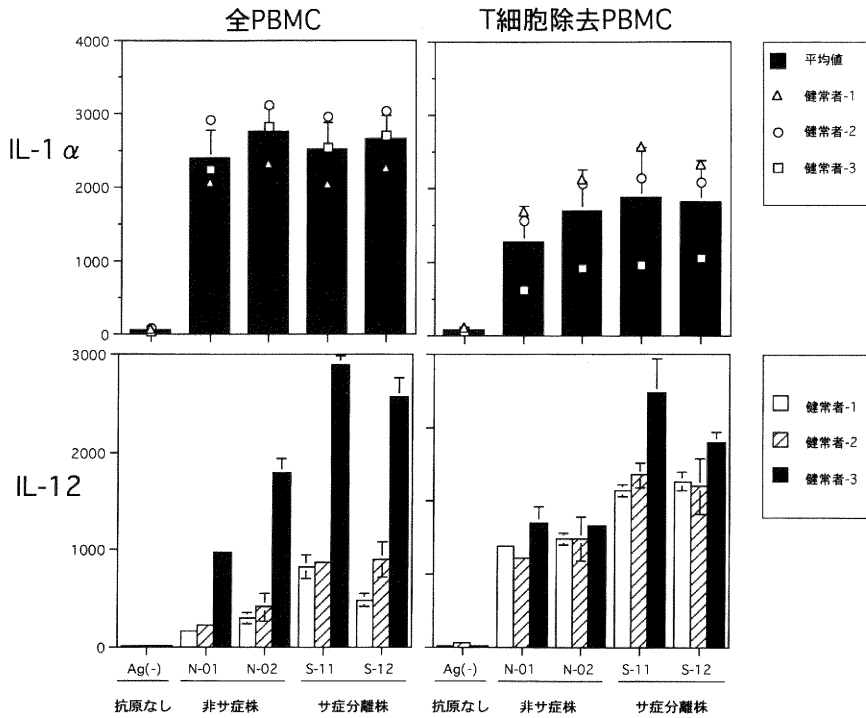 全PBMC
T細胞除去PBMC
4000
3000
2000
1000
0
IL-1 α
平均値
健常者-1
健常者-2
健常者-3
3000
2000
1000
0
IL-12
健常者-1
健常者-2
健常者-3
Ag(-) N-01 N-02 S-11 S-12
Ag(-) N-01 N-02 S-11 S-12
抗原なし 非サ症株 サ症分離株
抗原なし 非サ症株 サ症分離株